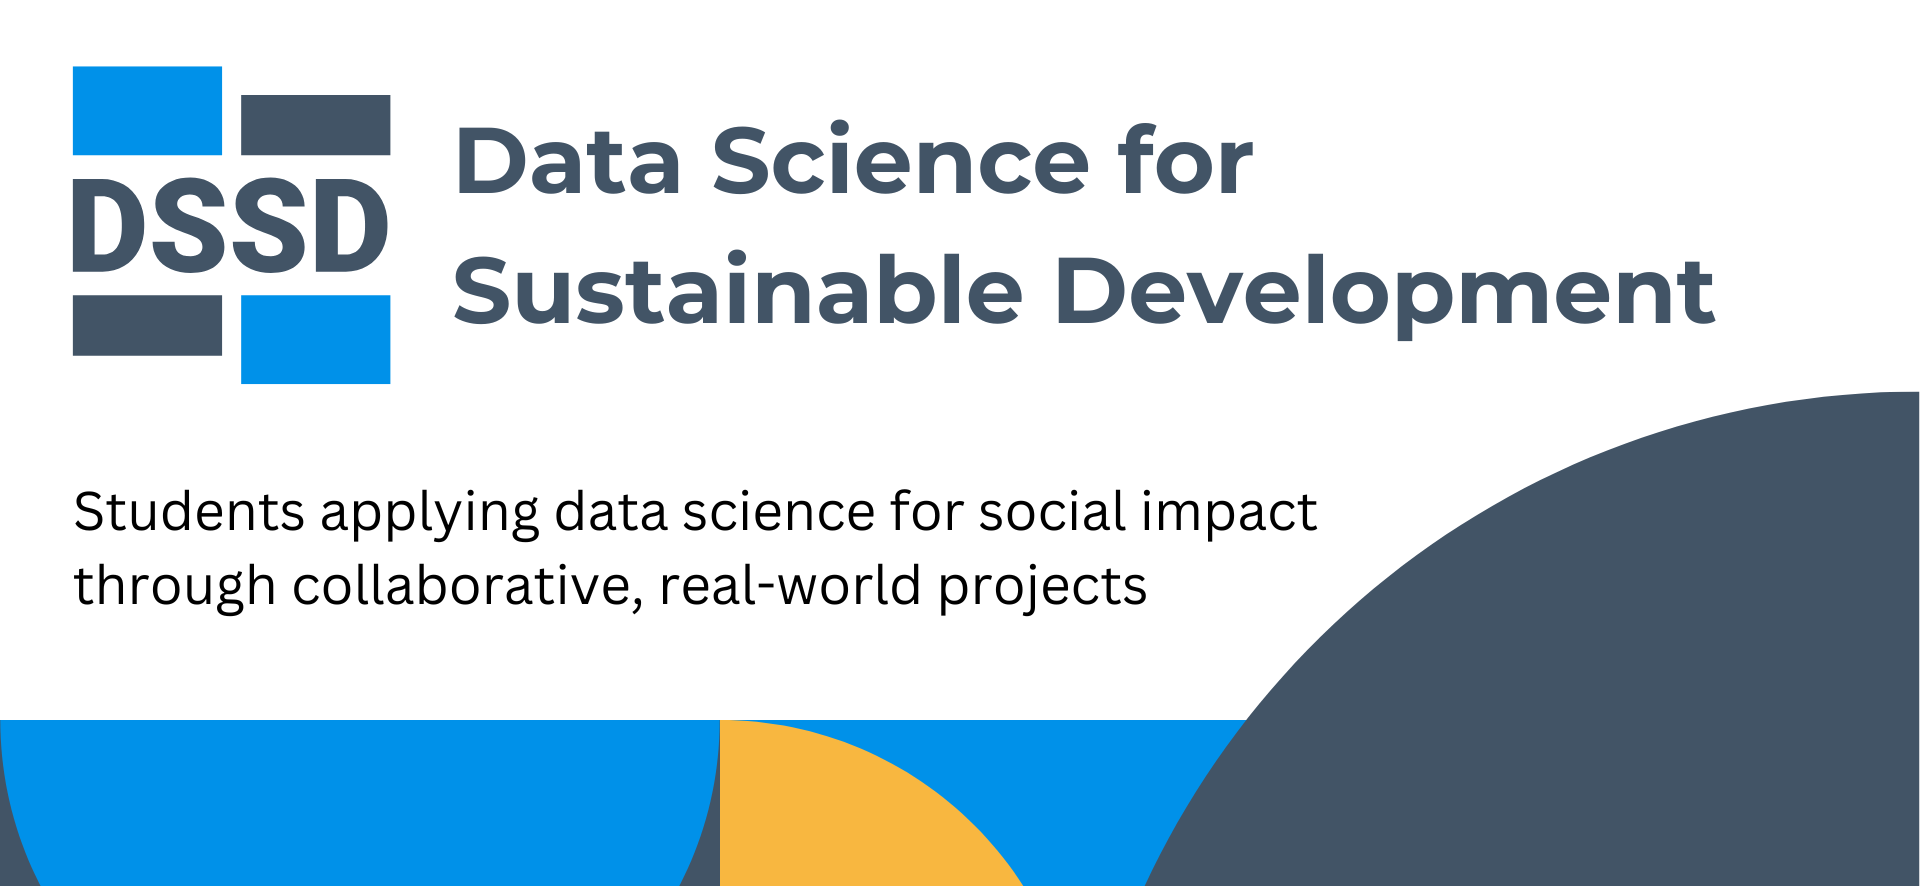 DSSD
Data Science for
Sustainable Development
Students applying data science for social impact
through collaborative, real-world projects